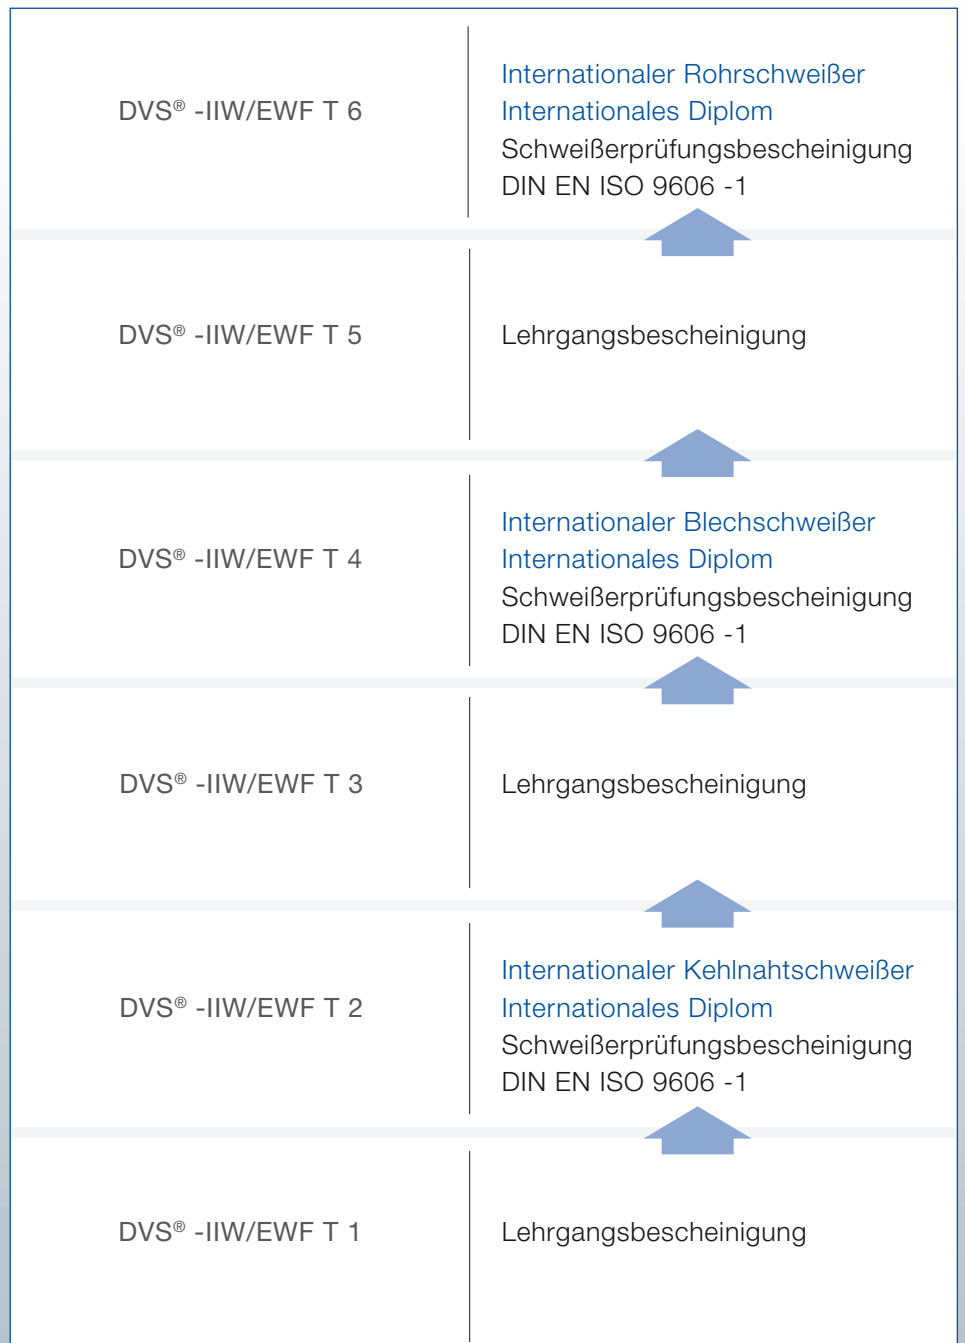 DVS® -IIW/EWF T 6
Internationaler Rohrschweißer
Internationales Diplom
Schweißerprüfungsbescheinigung
DIN EN ISO 9606 -1
DVS® -IIW/EWF T 5
Lehrgangsbescheinigung
DVS® -IIW/EWF T 4
Internationaler Blechschweißer
Internationales Diplom
Schweißerprüfungsbescheinigung
DIN EN ISO 9606 -1
DVS® -IIW/EWF T 3
Lehrgangsbescheinigung
DVS® -IIW/EWF T 2
Internationaler Kehlnahtschweißer
Internationales Diplom
Schweißerprüfungsbescheinigung
DIN EN ISO 9606 -1
DVS® -IIW/EWF T 1
Lehrgangsbescheinigung